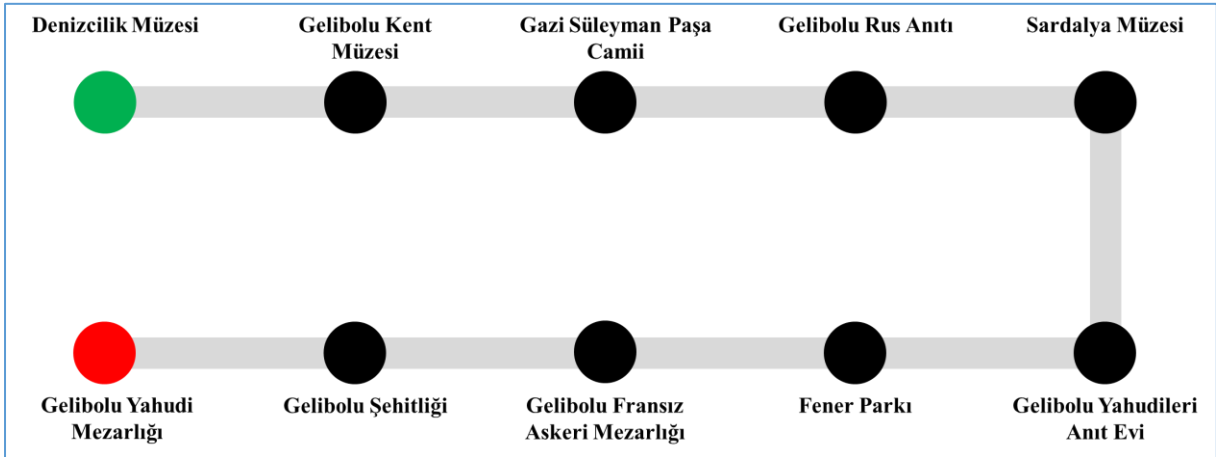 Denizcilik Müzesi
Gelibolu Kent
Müzesi
Gazi Süleyman Paşa
Camii
Gelibolu Rus Anıtı
Sardalya Müzesi
Gelibolu Yahudi
Mezarlığı
Gelibolu Şehitliği
Gelibolu Fransız
Askeri Mezarlığı
Fener Parkı
Gelibolu Yahudileri
Anıt Evi